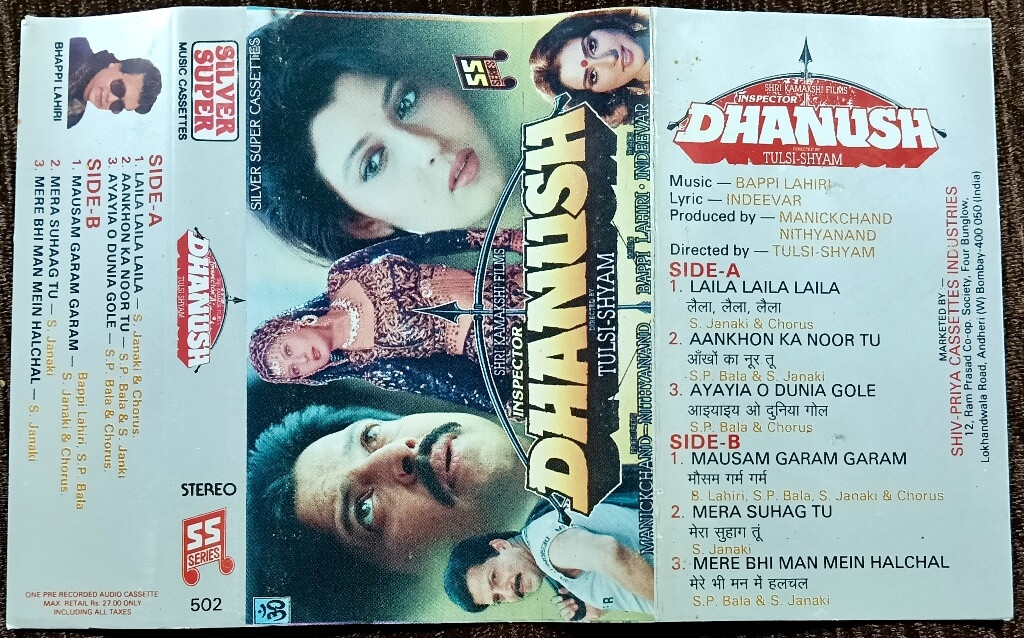 BHAPPI LAHIRI
SIDE-A
1. LAILA LAILA LAILA — S. Janaki & Chorus.
2. AANKHON KA NOOR TU — S.P. Bala & S. Janki
3. AYAYIA O DUNIA GOLE — S.P. Bala & Chorus,
SIDE-B
1. MAUSAM GARAM GARAM — Bappi Lahiri, S.P. Bala
S. Janaki & Chorus.
2. MERA SUHAAG TU — S. Janaki
3. MERE BHI MAN MEIN HALCHAL — S. Janaki
ONE PRE RECORDED AUDIO CASSETTE
MAX RETAIL Rs. 27.00 ONLY
INCLUDING ALL TAXES
SILVER
SUPER
MUSIC CASSETTES
INSPECTOR
DHANUSH
TULSI-SHYAM
STEREO
SS
SERIES
502
SILVER SUPER CASSETTES
SS
SERIES
SHRI KAMAKSHI FILMS
INSPECTOR
DHANUSH
DIRECTED BY
TULSI-SHYAM
MANICKCHAND-NITHYANAND
BAPPI LAHIRI • INDEEVAR
ॐ
SHRI KAMAKSHI FILMS
INSPECTOR
DHANUSH
DIRECTED BY
TULSI-SHYAM
Music — BAPPI LAHIRI
Lyric — INDEEVAR
Produced by — MANICKCHAND
NITHYANAND
Directed by — TULSI-SHYAM
SIDE-A
1. LAILA LAILA LAILA
लैला, लैला, लैला
S. Janaki & Chorus
2. AANKHON KA NOOR TU
आँखों का नूर तू
S.P. Bala & S. Janaki
3. AYAYIA O DUNIA GOLE
आइयाइय ओ दुनिया गोल
S.P. Bala & Chorus
SIDE-B
1. MAUSAM GARAM GARAM
मौसम गर्म गर्म
B. Lahiri, S.P. Bala, S. Janaki & Chorus
2. MERA SUHAG TU
मेरा सुहाग तूं
S. Janaki
3. MERE BHI MAN MEIN HALCHAL
मेरे भी मन में हलचल
S.P. Bala & S. Janaki
MARKETED BY —
SHIV-PRIYA CASSETTES INDUSTRIES
12, Ram Prasad Co-op. Society, Four Bunglow,
Lokhandwala Road, Andheri (W) Bombay-400 050 (India)